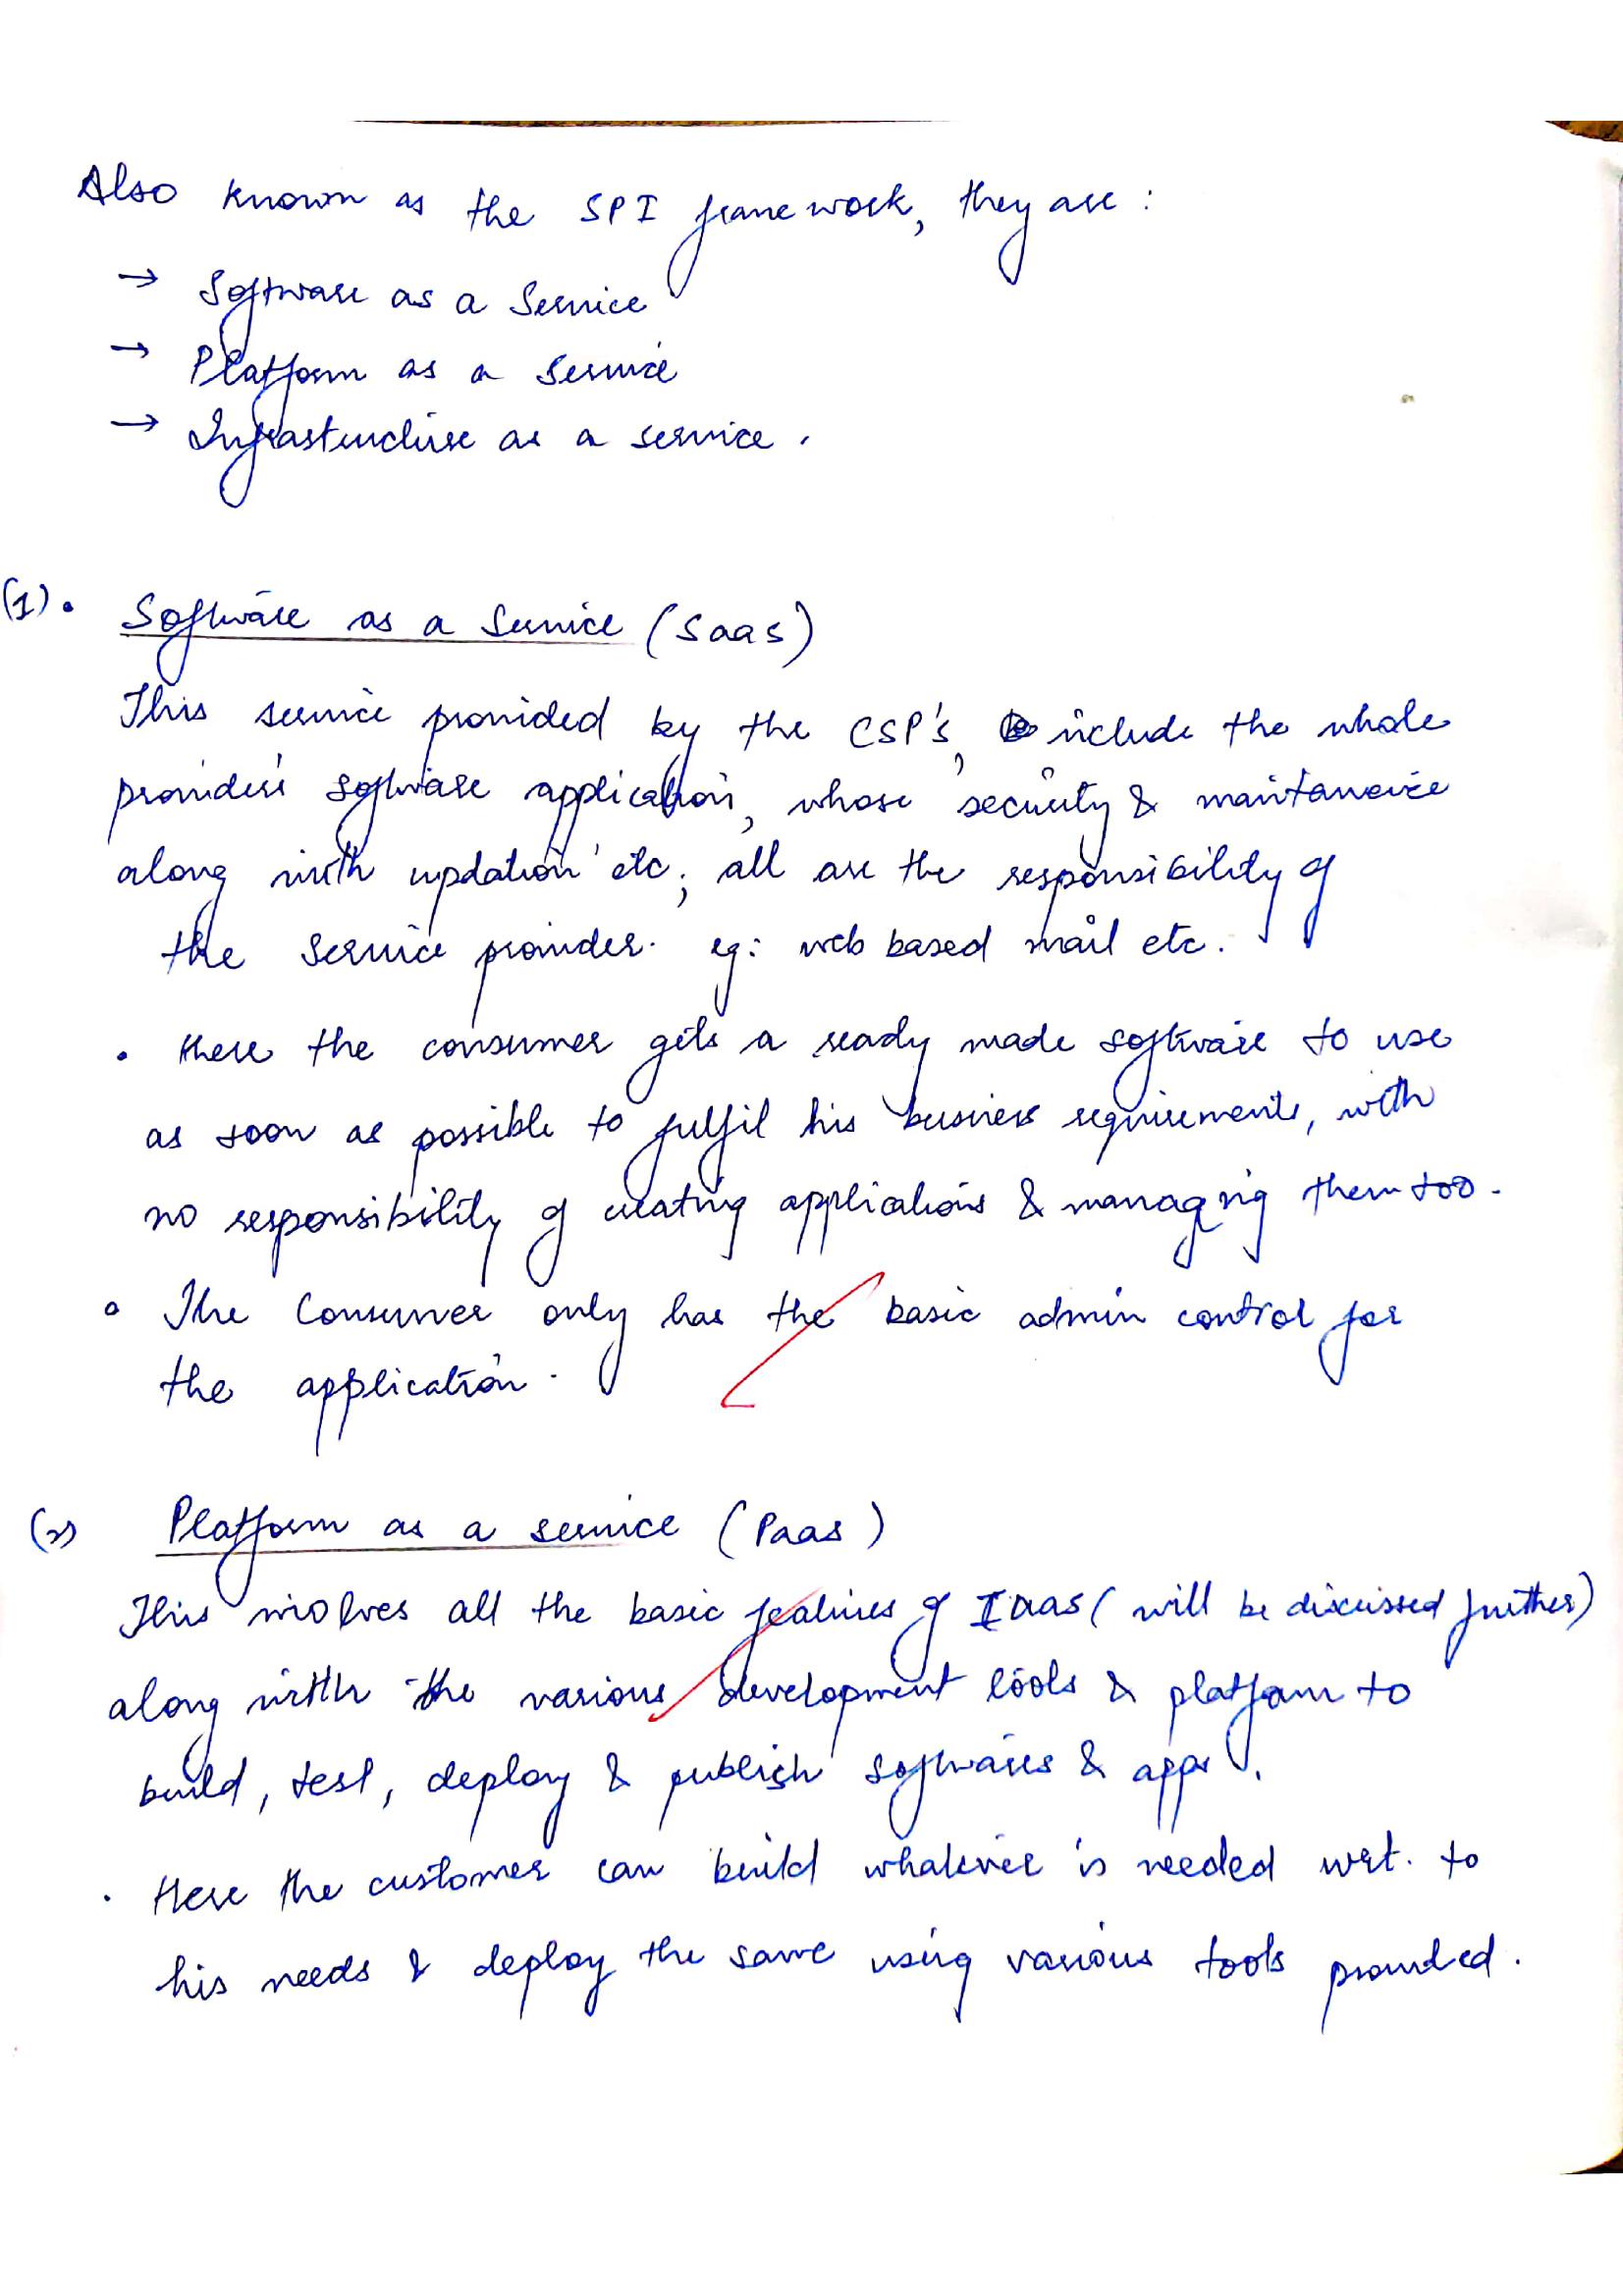 Also known as the SPI framework, they are :
→ Software as a Service
→ Platform as a Service
→ Infrastructure as a service .
(1). Software as a Service (Saas)
This service provided by the CSP's, include the whole
provider's software application, whose security & maintanence
along with updation etc; all are the responsibility of
the Service provider. eg: web based mail etc.
• Here the consumer gets a ready made software to use
as soon as possible to fulfil his business requirements, with
no responsibility of creating applications & managing them too.
• The Consumer only has the basic admin control for
the application.
(2) Platform as a service (Paas)
This involves all the basic features of Iaas ( will be discussed further)
along with the various development tools & platform to
build, test, deploy & publish softwares & apps.
• Here the customer can build whatever is needed wrt. to
his needs & deploy the same using various tools provided.